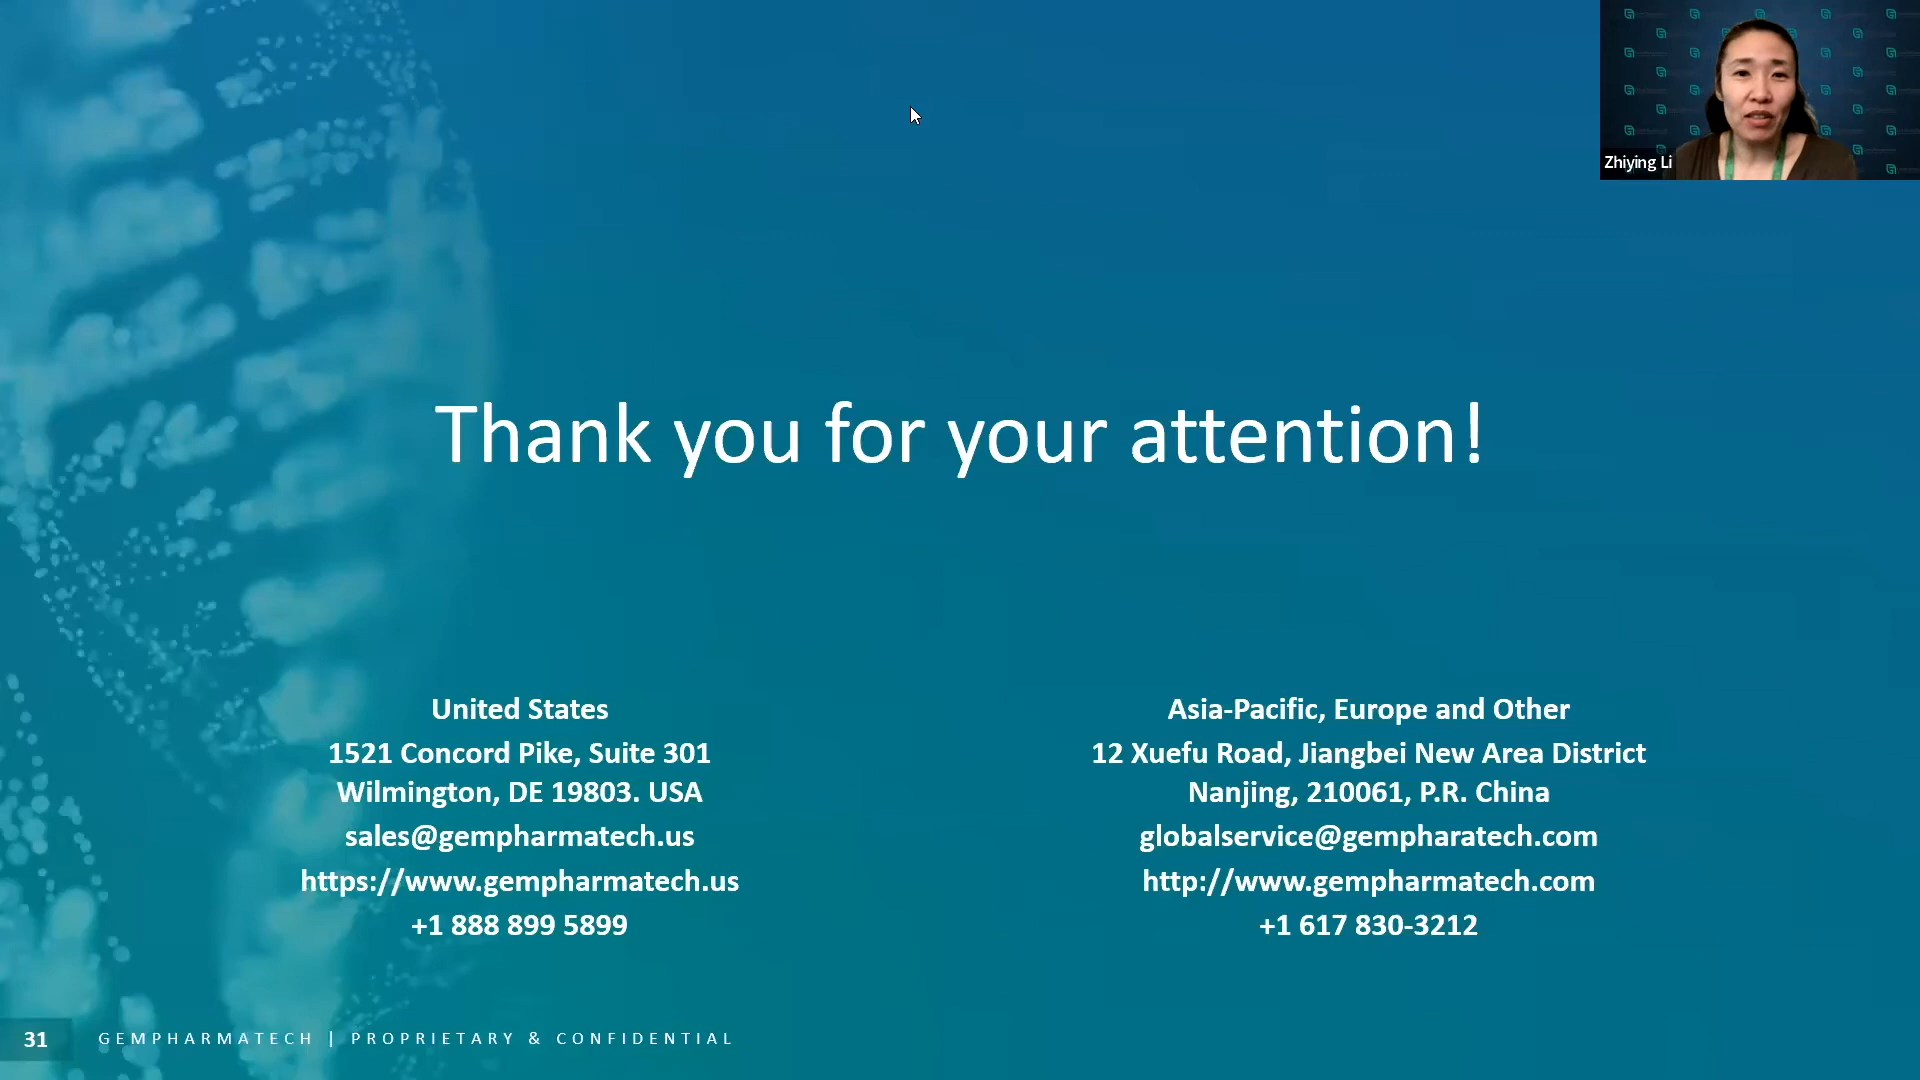 Zhiying Li
Thank you for your attention!
United States
1521 Concord Pike, Suite 301
Wilmington, DE 19803. USA
sales@gempharmatech.us
https://www.gempharmatech.us
+1 888 899 5899
Asia-Pacific, Europe and Other
12 Xuefu Road, Jiangbei New Area District
Nanjing, 210061, P.R. China
globalservice@gempharatech.com
http://www.gempharmatech.com
+1 617 830-3212
31
GEMPHARMATECH | PROPRIETARY & CONFIDENTIAL